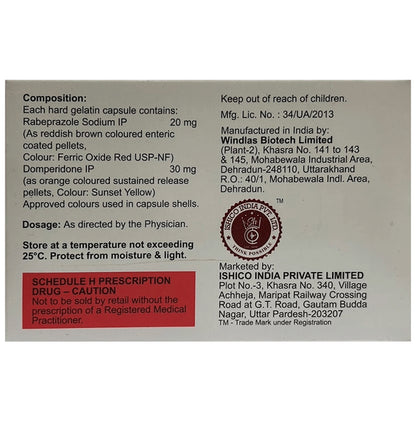 Composition:
Each hard gelatin capsule contains:
Rabeprazole Sodium IP 20 mg
(As reddish brown coloured enteric
coated pellets,
Colour: Ferric Oxide Red USP-NF)
Domperidone IP 30 mg
(as orange coloured sustained release
pellets, Colour: Sunset Yellow)
Approved colours used in capsule shells.
Dosage: As directed by the Physician.
Store at a temperature not exceeding
25°C. Protect from moisture & light.
SCHEDULE H PRESCRIPTION
DRUG – CAUTION
Not to be sold by retail without the
prescription of a Registered Medical
Practitioner.
Keep out of reach of children.
Mfg. Lic. No. : 34/UA/2013
Manufactured in India by:
Windlas Biotech Limited
(Plant-2), Khasra No. 141 to 143
& 145, Mohabewala Industrial Area,
Dehradun-248110, Uttarakhand
R.O.: 40/1, Mohabewala Indl. Area,
Dehradun.
TM
ISHICO INDIA PVT. LTD.
THINK POSSIBLE
Marketed by:
ISHICO INDIA PRIVATE LIMITED
Plot No.-3, Khasra No. 340, Village
Achheja, Maripat Railway Crossing
Road at G.T. Road, Gautam Budda
Nagar, Uttar Pardesh-203207
TM - Trade Mark under Registration